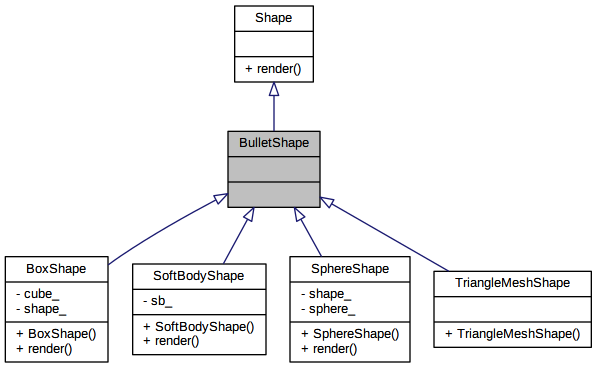 Shape
+ render()
BulletShape
BoxShape
- cube_
- shape_
+ BoxShape()
+ render()
SoftBodyShape
- sb_
+ SoftBodyShape()
+ render()
SphereShape
- shape_
- sphere_
+ SphereShape()
+ render()
TriangleMeshShape
+ TriangleMeshShape()